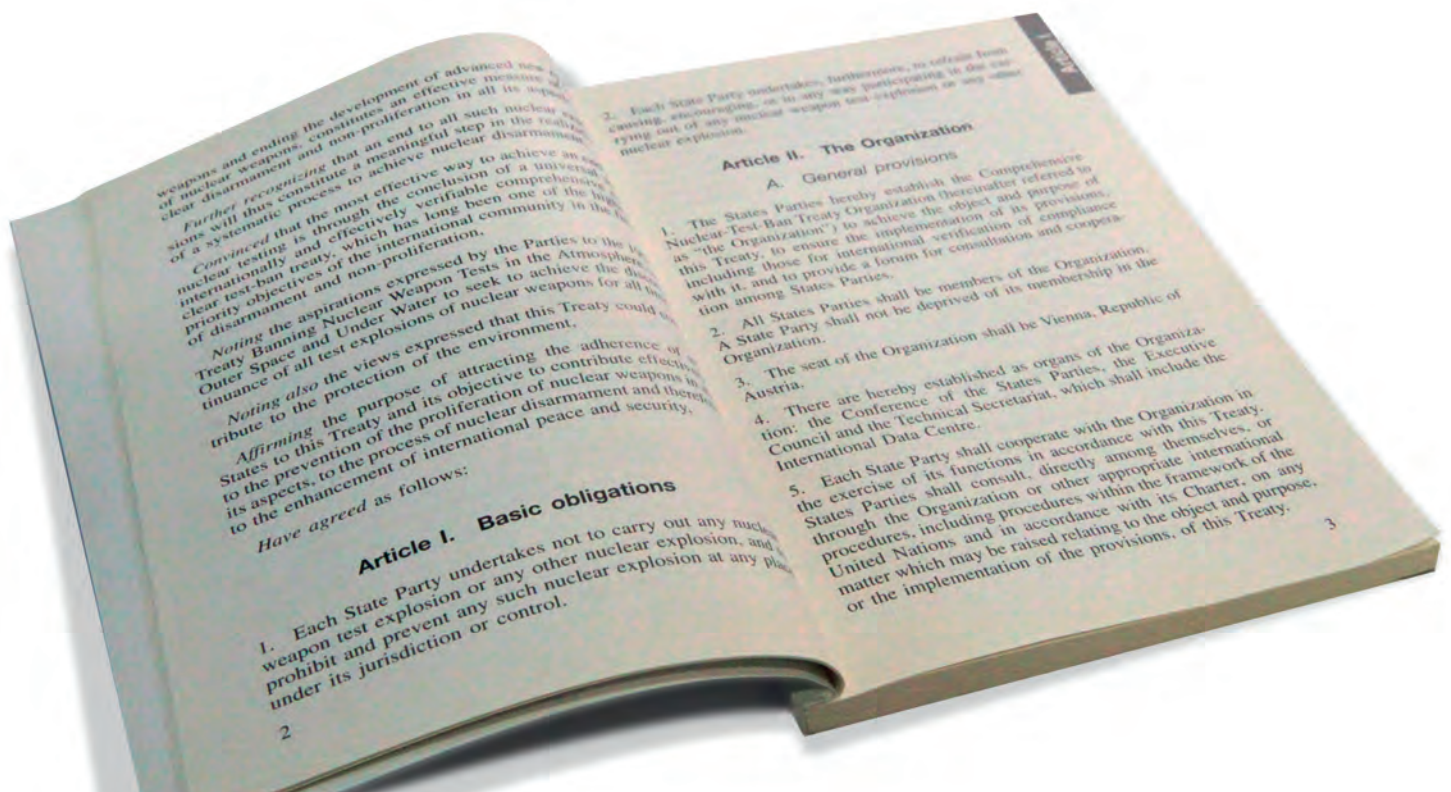 weapons and ending the development of advanced new
of nuclear weapons, constitutes an effective measure
clear disarmament and non-proliferation in all its
Further recognizing that an end to all such nuclear
sions will thus constitute a meaningful step in the
of a systematic process to achieve nuclear disarmament
Convinced that the most effective way to achieve an
nuclear testing is through the conclusion of a universal
internationally and effectively verifiable comprehensive
clear test-ban treaty, which has long been one of the
priority objectives of the international community in the
of disarmament and non-proliferation.
Noting the aspirations expressed by the Parties to the
Treaty Banning Nuclear Weapon Tests in the Atmosphere
Outer Space and Under Water to seek to achieve the
tinuance of all test explosions of nuclear weapons for all
Noting also the views expressed that this Treaty could
tribute to the protection of the environment,
Affirming the purpose of attracting the adherence of
States to this Treaty and its objective to contribute
to the prevention of the proliferation of nuclear weapons in
its aspects, to the process of nuclear disarmament and
to the enhancement of international peace and security,
Have agreed as follows:
Article I. Basic obligations
1. Each State Party undertakes not to carry out any
weapon test explosion or any other nuclear explosion, and
prohibit and prevent any such nuclear explosion at any
under its jurisdiction or control.
2
Article I
2. Each State Party undertakes, furthermore, to refrain from
causing, encouraging, or in any way participating in the car-
rying out of any nuclear weapon test explosion or any other
nuclear explosion.
Article II. The Organization
A. General provisions
1. The States Parties hereby establish the Comprehensive
Nuclear-Test-Ban Treaty Organization (hereinafter referred to
as "the Organization") to achieve the object and purpose of
this Treaty, to ensure the implementation of its provisions,
including those for international verification of compliance
with it, and to provide a forum for consultation and coopera-
tion among States Parties.
2. All States Parties shall be members of the Organization.
A State Party shall not be deprived of its membership in the
Organization.
3. The seat of the Organization shall be Vienna, Republic of
Austria.
4. There are hereby established as organs of the Organiza-
tion: the Conference of the States Parties, the Executive
Council and the Technical Secretariat, which shall include the
International Data Centre.
5. Each State Party shall cooperate with the Organization in
the exercise of its functions in accordance with this Treaty.
States Parties shall consult, directly among themselves, or
through the Organization or other appropriate international
procedures, including procedures within the framework of the
United Nations and in accordance with its Charter, on any
matter which may be raised relating to the object and purpose,
or the implementation of the provisions, of this Treaty.
3